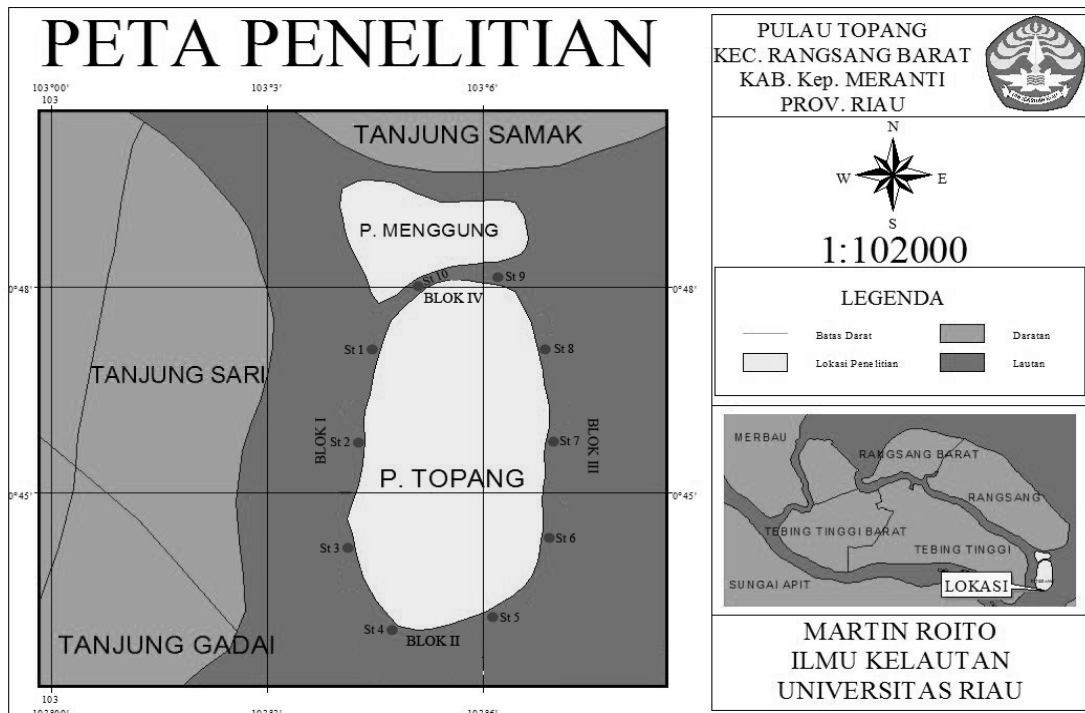 PETA PENELITIAN
103°00' 103°3' 103°6'
103
TANJUNG SAMAK
P. MENGGUNG
St 10 St 9
0°48' 0°48'
BLOK IV
St 1 St 8
TANJUNG SARI
BLOK I
St 2 St 7
BLOK III
P. TOPANG
0°45' 0°45'
St 3 St 6
St 4 St 5
BLOK II
TANJUNG GADAI
103
PULAU TOPANG
KEC. RANGSANG BARAT
KAB. Kep. MERANTI
PROV. RIAU
N
W E
S
1:102000
LEGENDA
Batas Darat Daratan
Lokasi Penelitian Lautan
MERBAU
RANGSANG BARAT
RANGSANG
TEBING TINGGI BARAT
TEBING TINGGI
SUNGAI APIT
LOKASI
MARTIN ROITO
ILMU KELAUTAN
UNIVERSITAS RIAU